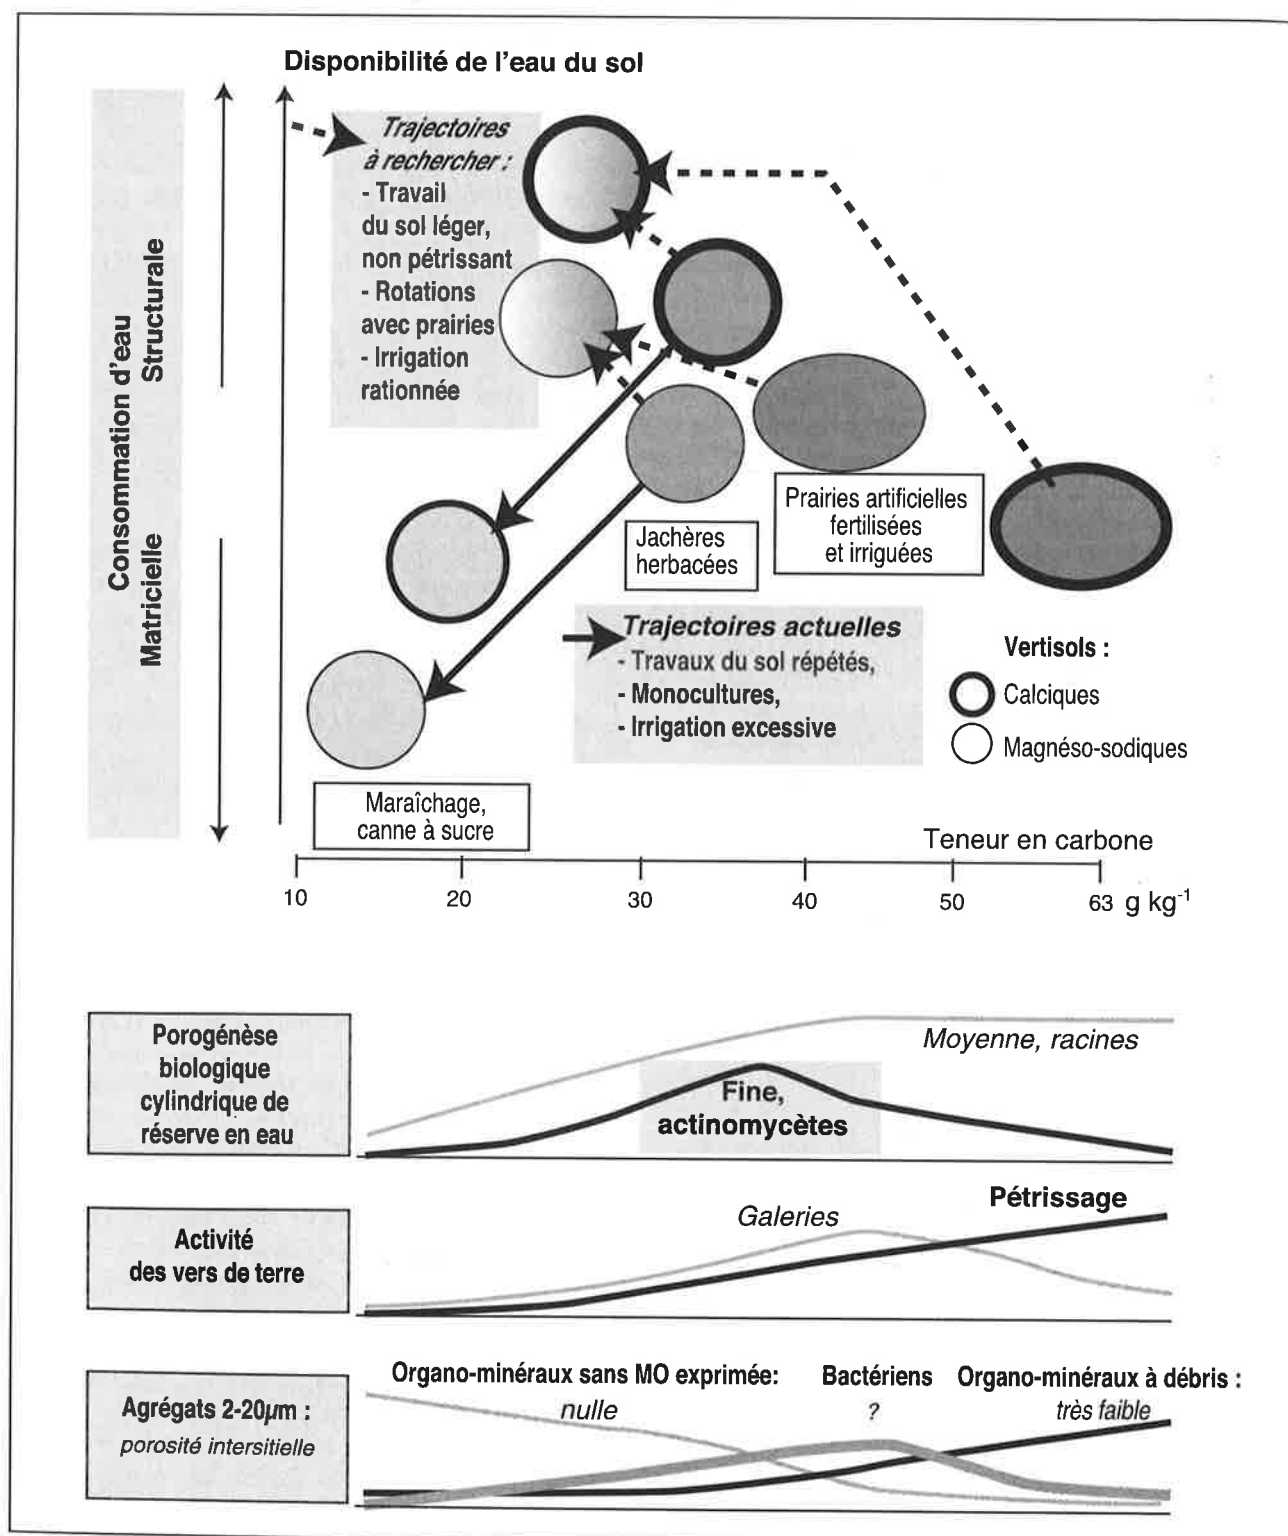 Disponibilité de l'eau du sol
Consommation d'eau
Structurale
Matricielle
Trajectoires
à rechercher :
- Travail
du sol léger,
non pétrissant
- Rotations
avec prairies
- Irrigation
rationnée
Prairies artificielles
fertilisées
et irriguées
Jachères
herbacées
Trajectoires actuelles
- Travaux du sol répétés,
- Monocultures,
- Irrigation excessive
Vertisols :
Calciques
Magnéso-sodiques
Maraîchage,
canne à sucre
Teneur en carbone
10 20 30 40 50 63 g kg-1
Porogénèse
biologique
cylindrique de
réserve en eau
Moyenne, racines
Fine,
actinomycètes
Activité
des vers de terre
Galeries
Pétrissage
Agrégats 2-20µm :
porosité intersitielle
Organo-minéraux sans MO exprimée:
nulle
Bactériens
?
Organo-minéraux à débris :
très faible